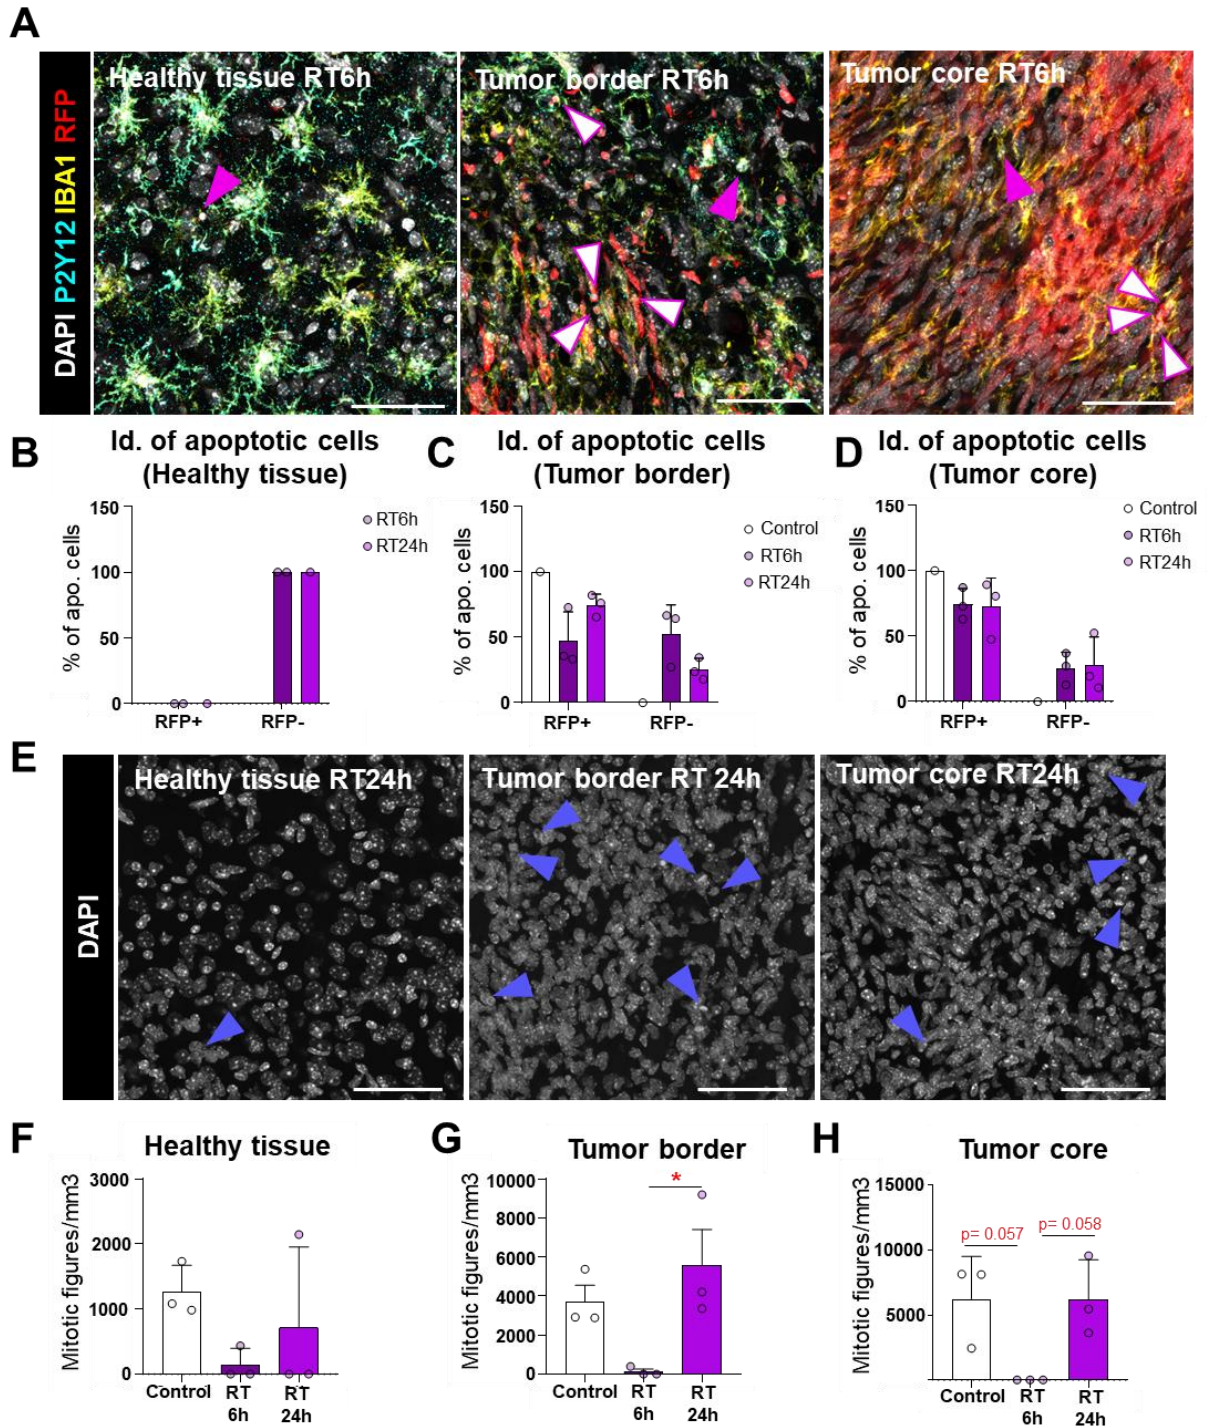 A
DAPI P2Y12 IBA1 RFP
Healthy tissue RT6h
Tumor border RT6h
Tumor core RT6h
B
Id. of apoptotic cells
(Healthy tissue)
% of apo. cells
150
100
50
0
RFP+
RFP-
RT6h
RT24h
C
Id. of apoptotic cells
(Tumor border)
% of apo. cells
150
100
50
0
RFP+
RFP-
Control
RT6h
RT24h
D
Id. of apoptotic cells
(Tumor core)
% of apo. cells
150
100
50
0
RFP+
RFP-
Control
RT6h
RT24h
E
DAPI
Healthy tissue RT24h
Tumor border RT 24h
Tumor core RT24h
F
Healthy tissue
Mitotic figures/mm3
3000
2000
1000
0
Control
RT
6h
RT
24h
G
Tumor border
Mitotic figures/mm3
10000
8000
6000
4000
2000
0
*
Control
RT
6h
RT
24h
H
Tumor core
Mitotic figures/mm3
15000
10000
5000
p= 0.057
p= 0.058
Control
RT
6h
RT
24h